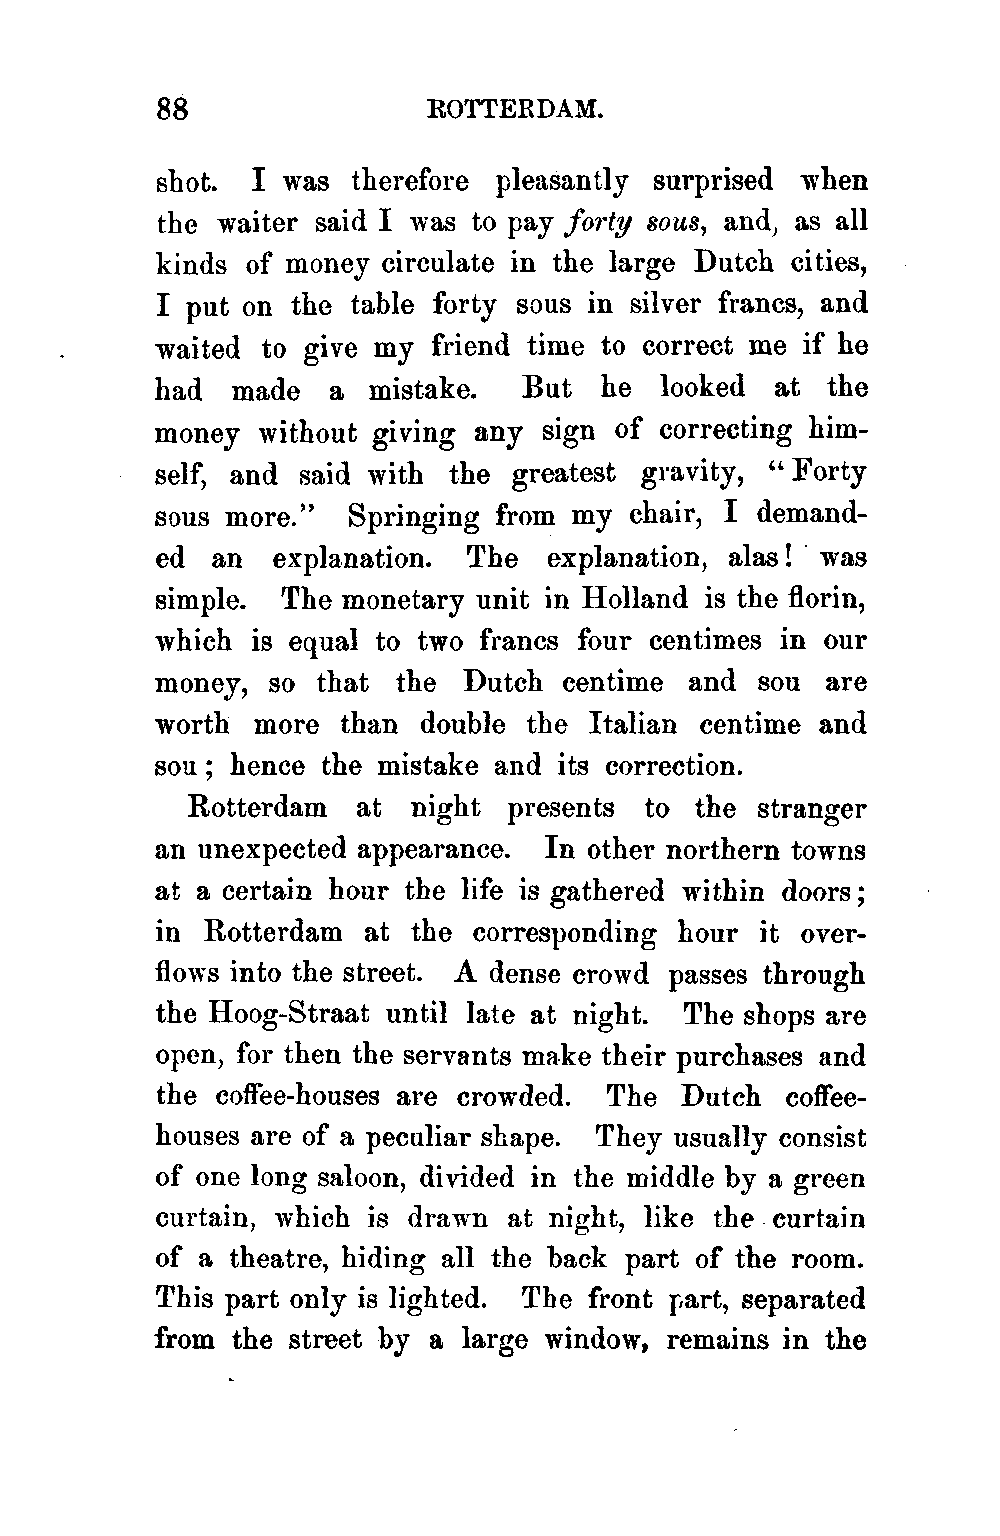 88 ROTTERDAM.
shot. I was therefore pleasantly surprised when
the waiter said I was to pay forty sous, and, as all
kinds of money circulate in the large Dutch cities,
I put on the table forty sous in silver francs, and
waited to give my friend time to correct me if he
had made a mistake. But he looked at the
money without giving any sign of correcting him-
self, and said with the greatest gravity, “Forty
sous more.” Springing from my chair, I demand-
ed an explanation. The explanation, alas! was
simple. The monetary unit in Holland is the florin,
which is equal to two francs four centimes in our
money, so that the Dutch centime and sou are
worth more than double the Italian centime and
sou; hence the mistake and its correction.
Rotterdam at night presents to the stranger
an unexpected appearance. In other northern towns
at a certain hour the life is gathered within doors;
in Rotterdam at the corresponding hour it over-
flows into the street. A dense crowd passes through
the Hoog-Straat until late at night. The shops are
open, for then the servants make their purchases and
the coffee-houses are crowded. The Dutch coffee-
houses are of a peculiar shape. They usually consist
of one long saloon, divided in the middle by a green
curtain, which is drawn at night, like the curtain
of a theatre, hiding all the back part of the room.
This part only is lighted. The front part, separated
from the street by a large window, remains in the